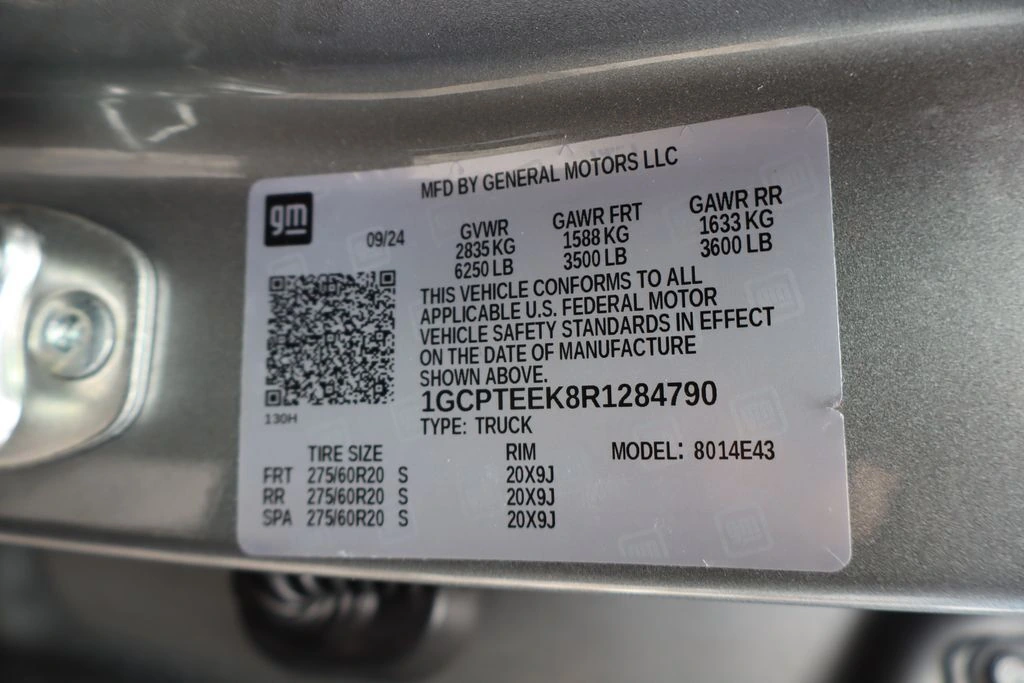 MFD BY GENERAL MOTORS LLC
gm
09/24
GVWR GAWR FRT GAWR RR
2835 KG 1588 KG 1633 KG
6250 LB 3500 LB 3600 LB
THIS VEHICLE CONFORMS TO ALL
APPLICABLE U.S. FEDERAL MOTOR
VEHICLE SAFETY STANDARDS IN EFFECT
ON THE DATE OF MANUFACTURE
SHOWN ABOVE.
1GCPTEEK8R1284790
130H
TYPE: TRUCK
TIRE SIZE RIM MODEL: 8014E43
FRT 275/60R20 S 20X9J
RR 275/60R20 S 20X9J
SPA 275/60R20 S 20X9J